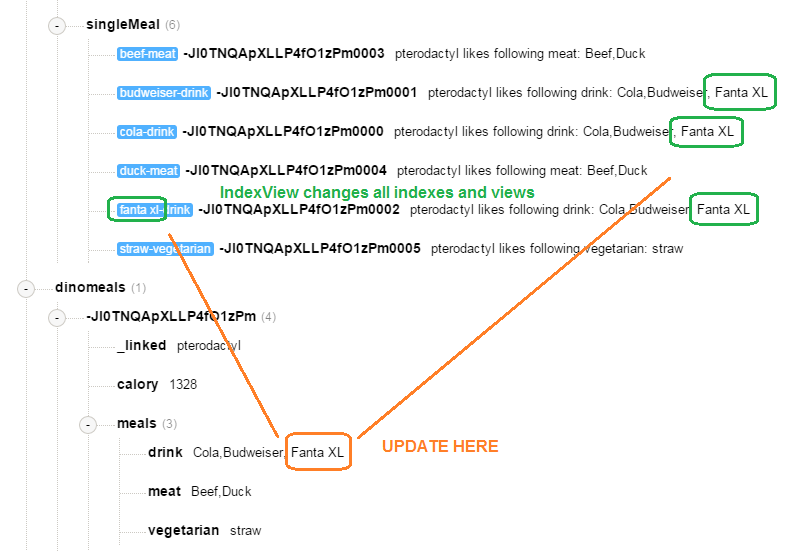 singleMeal (6)
beef-meat -JI0TNQApXLLP4fO1zPm0003 pterodactyl likes following meat: Beef,Duck
budweiser-drink -JI0TNQApXLLP4fO1zPm0001 pterodactyl likes following drink: Cola,Budweiser, Fanta XL
cola-drink -JI0TNQApXLLP4fO1zPm0000 pterodactyl likes following drink: Cola,Budweiser, Fanta XL
duck-meat -JI0TNQApXLLP4fO1zPm0004 pterodactyl likes following meat: Beef,Duck
IndexView changes all indexes and views
fanta xl-drink -JI0TNQApXLLP4fO1zPm0002 pterodactyl likes following drink: Cola,Budweiser, Fanta XL
straw-vegetarian -JI0TNQApXLLP4fO1zPm0005 pterodactyl likes following vegetarian: straw
dinomeals (1)
-JI0TNQApXLLP4fO1zPm (4)
_linked pterodactyl
calory 1328
meals (3)
drink Cola,Budweiser, Fanta XL
UPDATE HERE
meat Beef,Duck
vegetarian straw